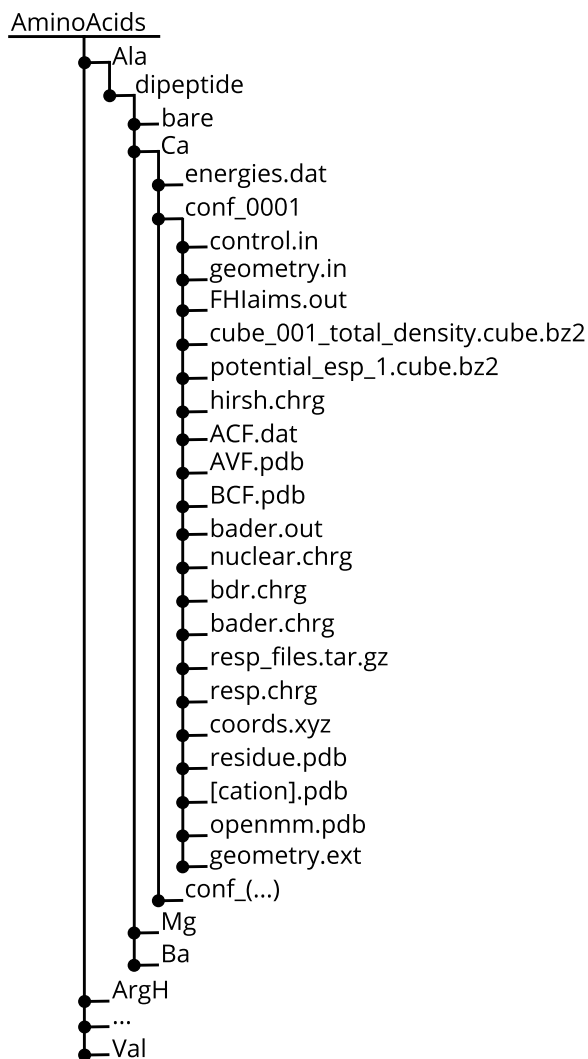 AminoAcids
Ala
dipeptide
bare
Ca
energies.dat
conf_0001
control.in
geometry.in
FHIaims.out
cube_001_total_density.cube.bz2
potential_esp_1.cube.bz2
hirsh.chrg
ACF.dat
AVF.pdb
BCF.pdb
bader.out
nuclear.chrg
bdr.chrg
bader.chrg
resp_files.tar.gz
resp.chrg
coords.xyz
residue.pdb
[cation].pdb
openmm.pdb
geometry.ext
conf_(...)
Mg
Ba
ArgH
...
Val